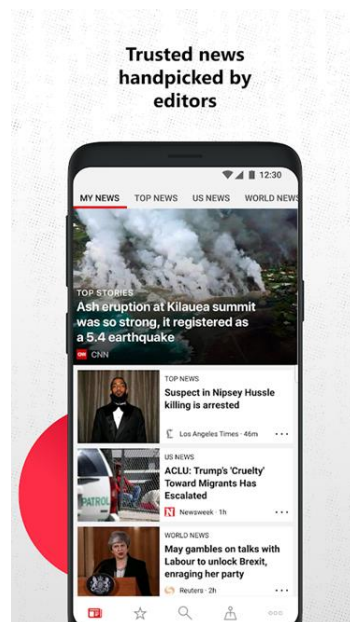 Trusted news
handpicked by
editors
12:30
MY NEWS TOP NEWS US NEWS WORLD NEWS
TOP STORIES
Ash eruption at Kilauea summit
was so strong, it registered as
a 5.4 earthquake
CNN CNN
TOP NEWS
Suspect in Nipsey Hussle
killing is arrested
Los Angeles Times · 46m
US NEWS
ACLU: Trump's 'Cruelty'
Toward Migrants Has
Escalated
N Newsweek · 1h
PATROL
WORLD NEWS
May gambles on talks with
Labour to unlock Brexit,
enraging her party
Reuters · 2h